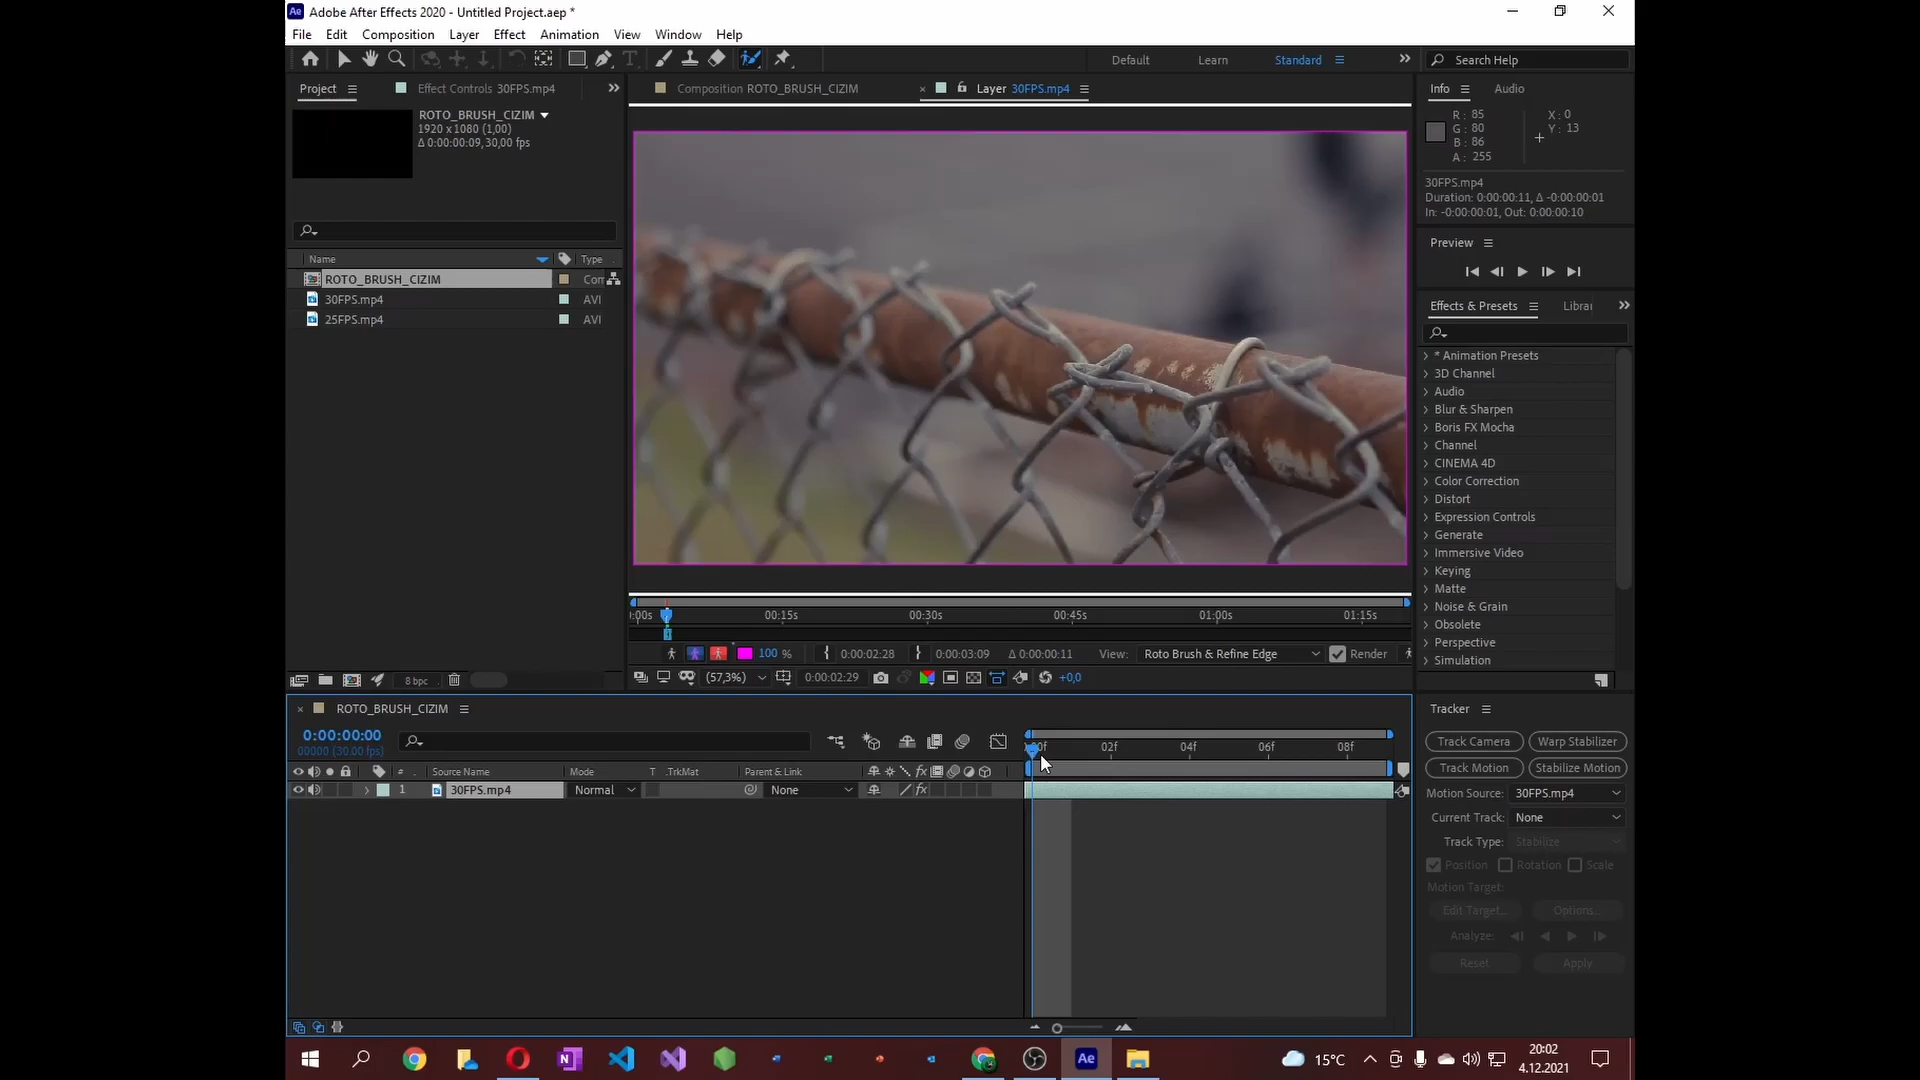 Adobe After Effects 2020 - Untitled Project.aep *
File Edit Composition Layer Effect Animation View Window Help
Default Learn Standard Search Help
Project Effect Controls 30FPS.mp4
Composition ROTO_BRUSH_CIZIM
Layer 30FPS.mp4
Info Audio
ROTO_BRUSH_CIZIM
1920 x 1080 (1,00)
Δ 0:00:00:09, 30,00 fps
R : 85
G : 80
B : 86
A : 255
X : 0
Y : 13
30FPS.mp4
Duration: 0:00:00:11, Δ -0:00:00:01
In: -0:00:00:01, Out: 0:00:00:10
Preview
Name Type
ROTO_BRUSH_CIZIM
30FPS.mp4 AVI
25FPS.mp4 AVI
Effects & Presets
* Animation Presets
3D Channel
Audio
Blur & Sharpen
Boris FX Mocha
Channel
CINEMA 4D
Color Correction
Distort
Expression Controls
Generate
Immersive Video
Keying
Matte
Noise & Grain
Obsolete
Perspective
Simulation
:00s 00:15s 00:30s 00:45s 01:00s 01:15s
100 % 0:00:02:28 0:00:03:09 Δ 0:00:00:11 View: Roto Brush & Refine Edge Render
8 bpc
(57,3%) 0:00:02:29 +0,0
ROTO_BRUSH_CIZIM
0:00:00:00
00000 (30.00 fps)
02f 04f 06f 08f
# Source Name Mode T .TrkMat Parent & Link
1 30FPS.mp4 Normal None
Tracker
Track Camera Warp Stabilizer
Track Motion Stabilize Motion
Motion Source: 30FPS.mp4
Current Track: None
Track Type: Stabilize
Position Rotation Scale
Motion Target:
Edit Target... Options...
Analyze:
Reset Apply
Ae
15°C
20:02
4.12.2021